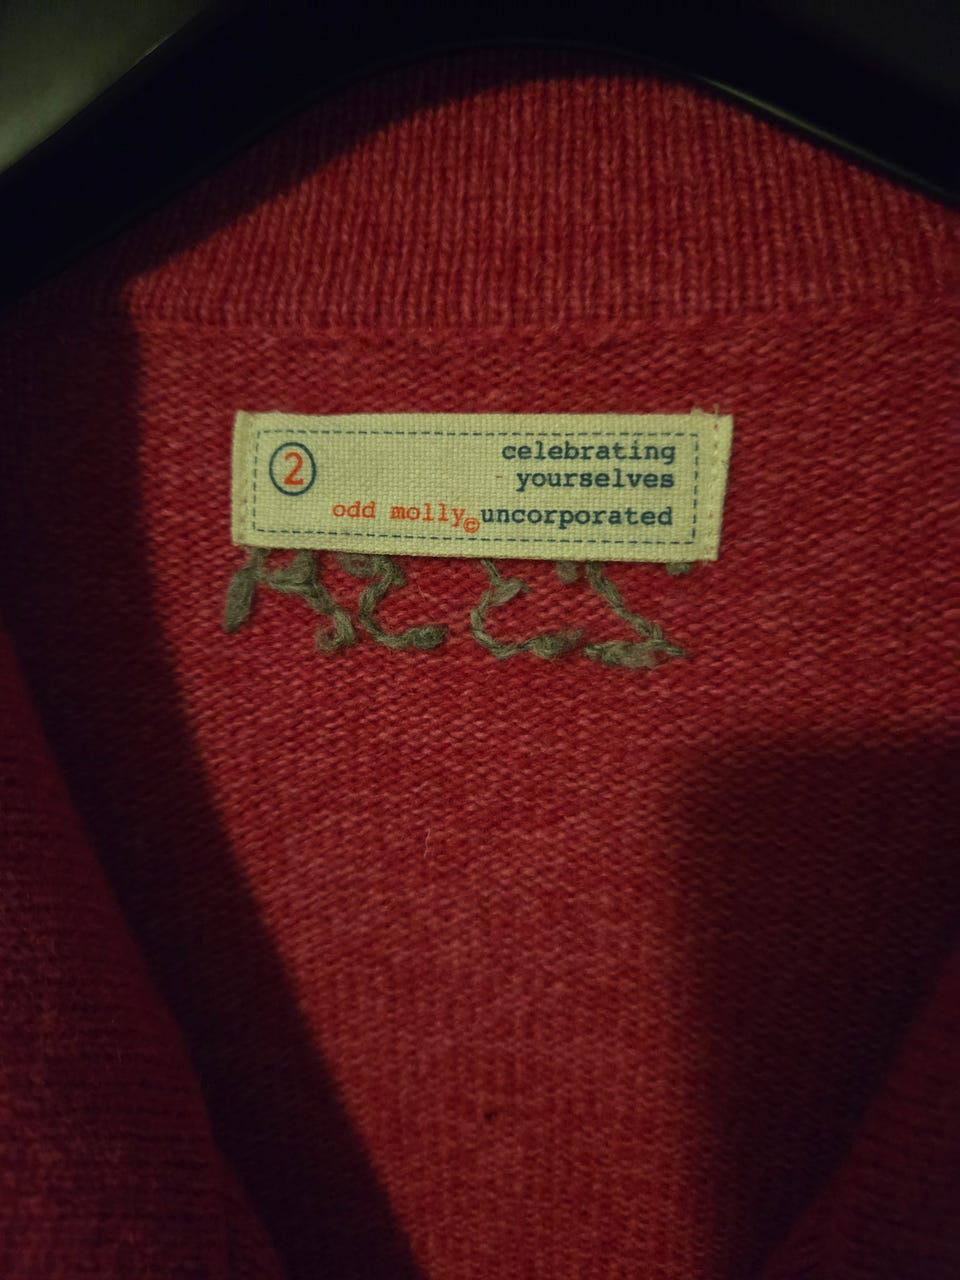 2
celebrating
yourselves
odd molly©uncorporated